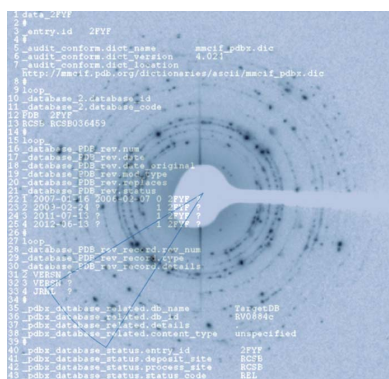 1 data_2FYF
2 #
3 _entry.id 2FYF
4 #
5 _audit_conform.dict_name mmcif_pdbx.dic
6 _audit_conform.dict_version 4.021
7 _audit_conform.dict_location
http://mmcif.pdb.org/dictionaries/ascii/mmcif_pdbx.dic
8 #
9 loop_
10 _database_2.database_id
11 _database_2.database_code
12 PDB 2FYF
13 RCSB RCSB036459
14 #
15 loop_
16 _database_PDB_rev.num
17 _database_PDB_rev.date
18 _database_PDB_rev.date_original
19 _database_PDB_rev.mod_type
20 _database_PDB_rev.replaces
21 _database_PDB_rev.status
22 1 2007-01-16 2006-02-07 0 2FYF ?
23 2 2009-02-24 ? 1 2FYF ?
24 3 2011-07-13 ? 1 2FYF ?
25 4 2012-06-13 ? 1 2FYF ?
26 #
27 loop_
28 _database_PDB_rev_record.rev_num
29 _database_PDB_rev_record.type
30 _database_PDB_rev_record.details
31 2 VERSN ?
32 3 VERSN ?
33 4 JRNL ?
34 #
35 _pdbx_database_related.db_name TargetDB
36 _pdbx_database_related.db_id RV0884c
37 _pdbx_database_related.details .
38 _pdbx_database_related.content_type unspecified
39 #
40 _pdbx_database_status.entry_id 2FYF
41 _pdbx_database_status.deposit_site RCSB
42 _pdbx_database_status.process_site RCSB
43 _pdbx_database_status.status_code REL